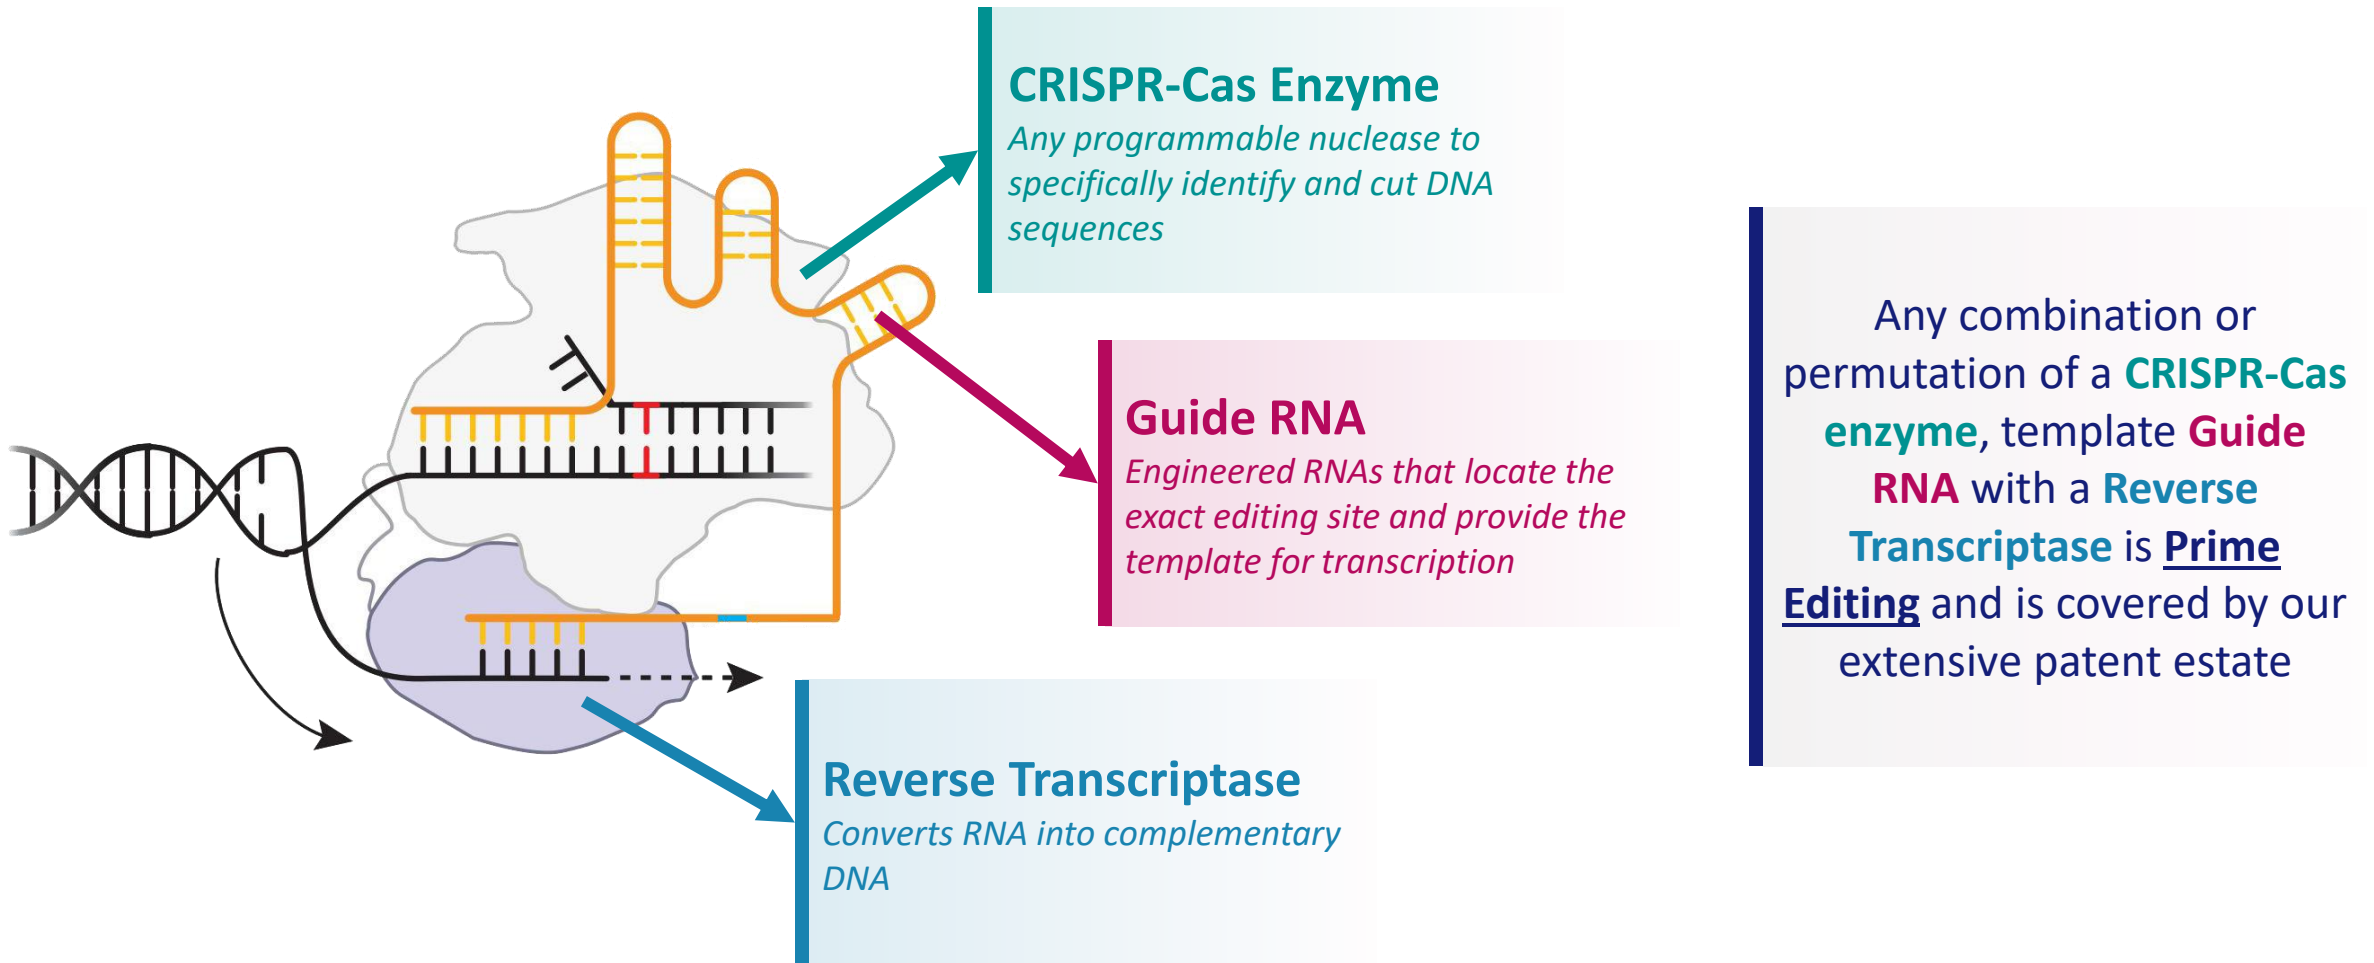 CRISPR-Cas Enzyme
Any programmable nuclease to
specifically identify and cut DNA
sequences
Guide RNA
Engineered RNAs that locate the
exact editing site and provide the
template for transcription
Reverse Transcriptase
Converts RNA into complementary
DNA
Any combination or
permutation of a CRISPR-Cas
enzyme, template Guide
RNA with a Reverse
Transcriptase is Prime
Editing and is covered by our
extensive patent estate